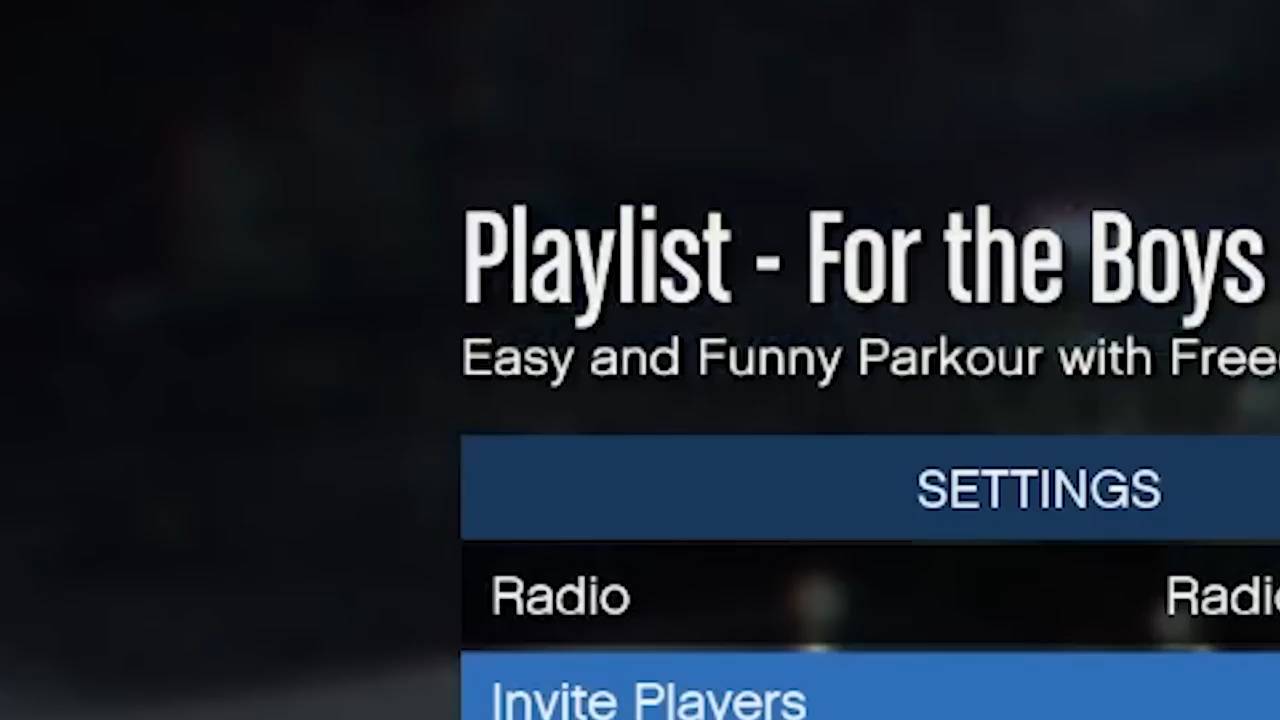 Playlist - For the Boys
Easy and Funny Parkour with
SETTINGS
Radio
Invite Players